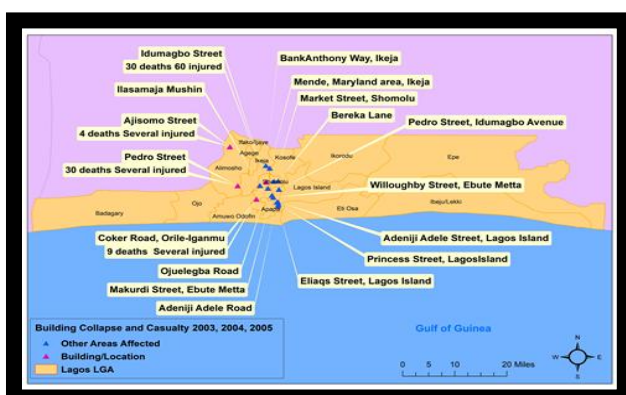 Idumagbo Street
30 deaths 60 injured
Ilasamaja Mushin
Ajisomo Street
4 deaths Several injured
Pedro Street
30 deaths Several injured
BankAnthony Way, Ikeja
Mende, Maryland area, Ikeja
Market Street, Shomolu
Bereka Lane
Pedro Street, Idumagbo Avenue
Willoughby Street, Ebute Metta
Adeniji Adele Street, Lagos Island
Princess Street, LagosIsland
Eliaqs Street, Lagos Island
Coker Road, Orile-Iganmu
9 deaths Several injured
Ojuelegba Road
Makurdi Street, Ebute Metta
Adeniji Adele Road
Agege
Ikeja
Kosofe
Ikorodu
Epe
Alimosho
Lagos Island
Ojo
Badagary
Amuwo Odofin
Apapa
Eti Osa
Ibeju/Lekki
Gulf of Guinea
Building Collapse and Casualty 2003, 2004, 2005
Other Areas Affected
Building/Location
Lagos LGA
0 5 10 20 Miles
N
W E
S